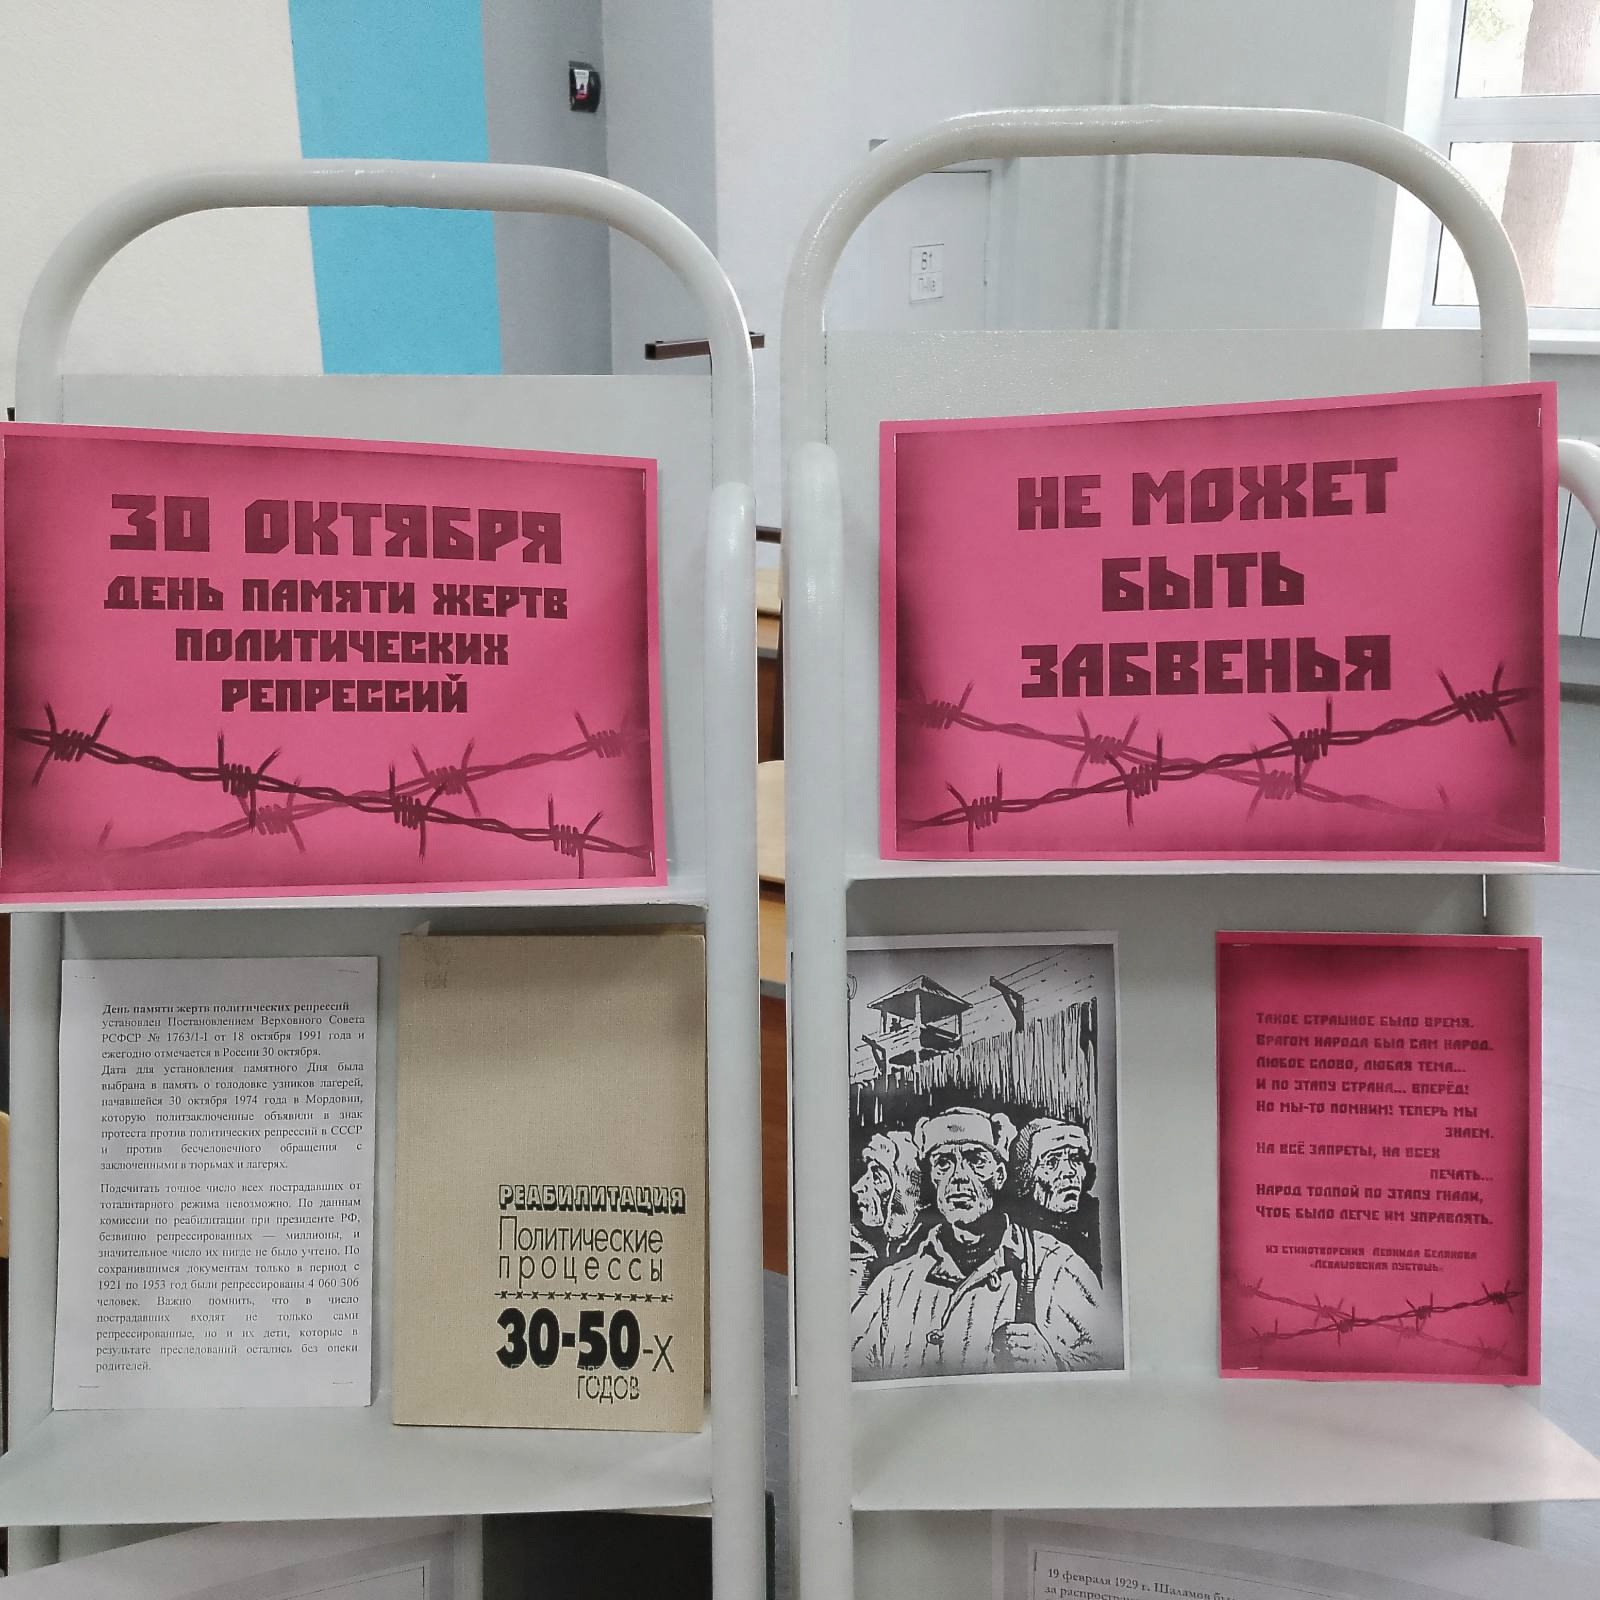 В1
30 ОКТЯБРЯ
ДЕНЬ ПАМЯТИ ЖЕРТВ
ПОЛИТИЧЕСКИХ
РЕПРЕССИЙ
НЕ МОЖЕТ
БЫТЬ
ЗАБВЕНЬЯ
День памяти жертв политических репрессий
установлен Постановлением Верховного Совета
РСФСР № 1763/1-I от 18 октября 1991 года и
ежегодно отмечается в России 30 октября.
Дата для установления памятного Дня была
выбрана в память о голодовке узников лагерей,
начавшейся 30 октября 1974 года в Мордовии,
которую политзаключенные объявили в знак
протеста против политических репрессий в СССР
и против бесчеловечного обращения с
заключенными в тюрьмах и лагерях.
Подсчитать точное число всех пострадавших от
тоталитарного режима невозможно. По данным
комиссии по реабилитации при президенте РФ,
безвинно репрессированных — миллионы, и
значительное число их нигде не было учтено. По
сохранившимся документам только в период с
1921 по 1953 год были репрессированы 4 060 306
человек. Важно помнить, что в число
пострадавших входят не только сами
репрессированные, но и их дети, которые в
результате преследований остались без опеки
родителей.
РЕАБИЛИТАЦИЯ
Политические
процессы
30-50-х
годов
ТАКОЕ СТРАШНОЕ БЫЛО ВРЕМЯ.
ВРАГОМ НАРОДА БЫЛ САМ НАРОД.
ЛЮБОЕ СЛОВО, ЛЮБАЯ ТЕМА...
И ПО ЭТАПУ СТРАНА... ВПЕРЁД!
НО МЫ-ТО ПОМНИМ! ТЕПЕРЬ МЫ
ЗНАЕМ.
НА ВСЁ ЗАПРЕТЫ, НА ВСЕХ
ПЕЧАТЬ...
НАРОД ТОЛПОЙ ПО ЭТАПУ ГНАЛИ,
ЧТОБ БЫЛО ЛЕГЧЕ ИМ УПРАВЛЯТЬ.
ИЗ СТИХОТВОРЕНИЯ ЛЕОНИДА БЕЛЯКОВА
«ЛЕВАШОВСКАЯ ПУСТОШЬ»
19 февраля 1929 г. Шаламов
за